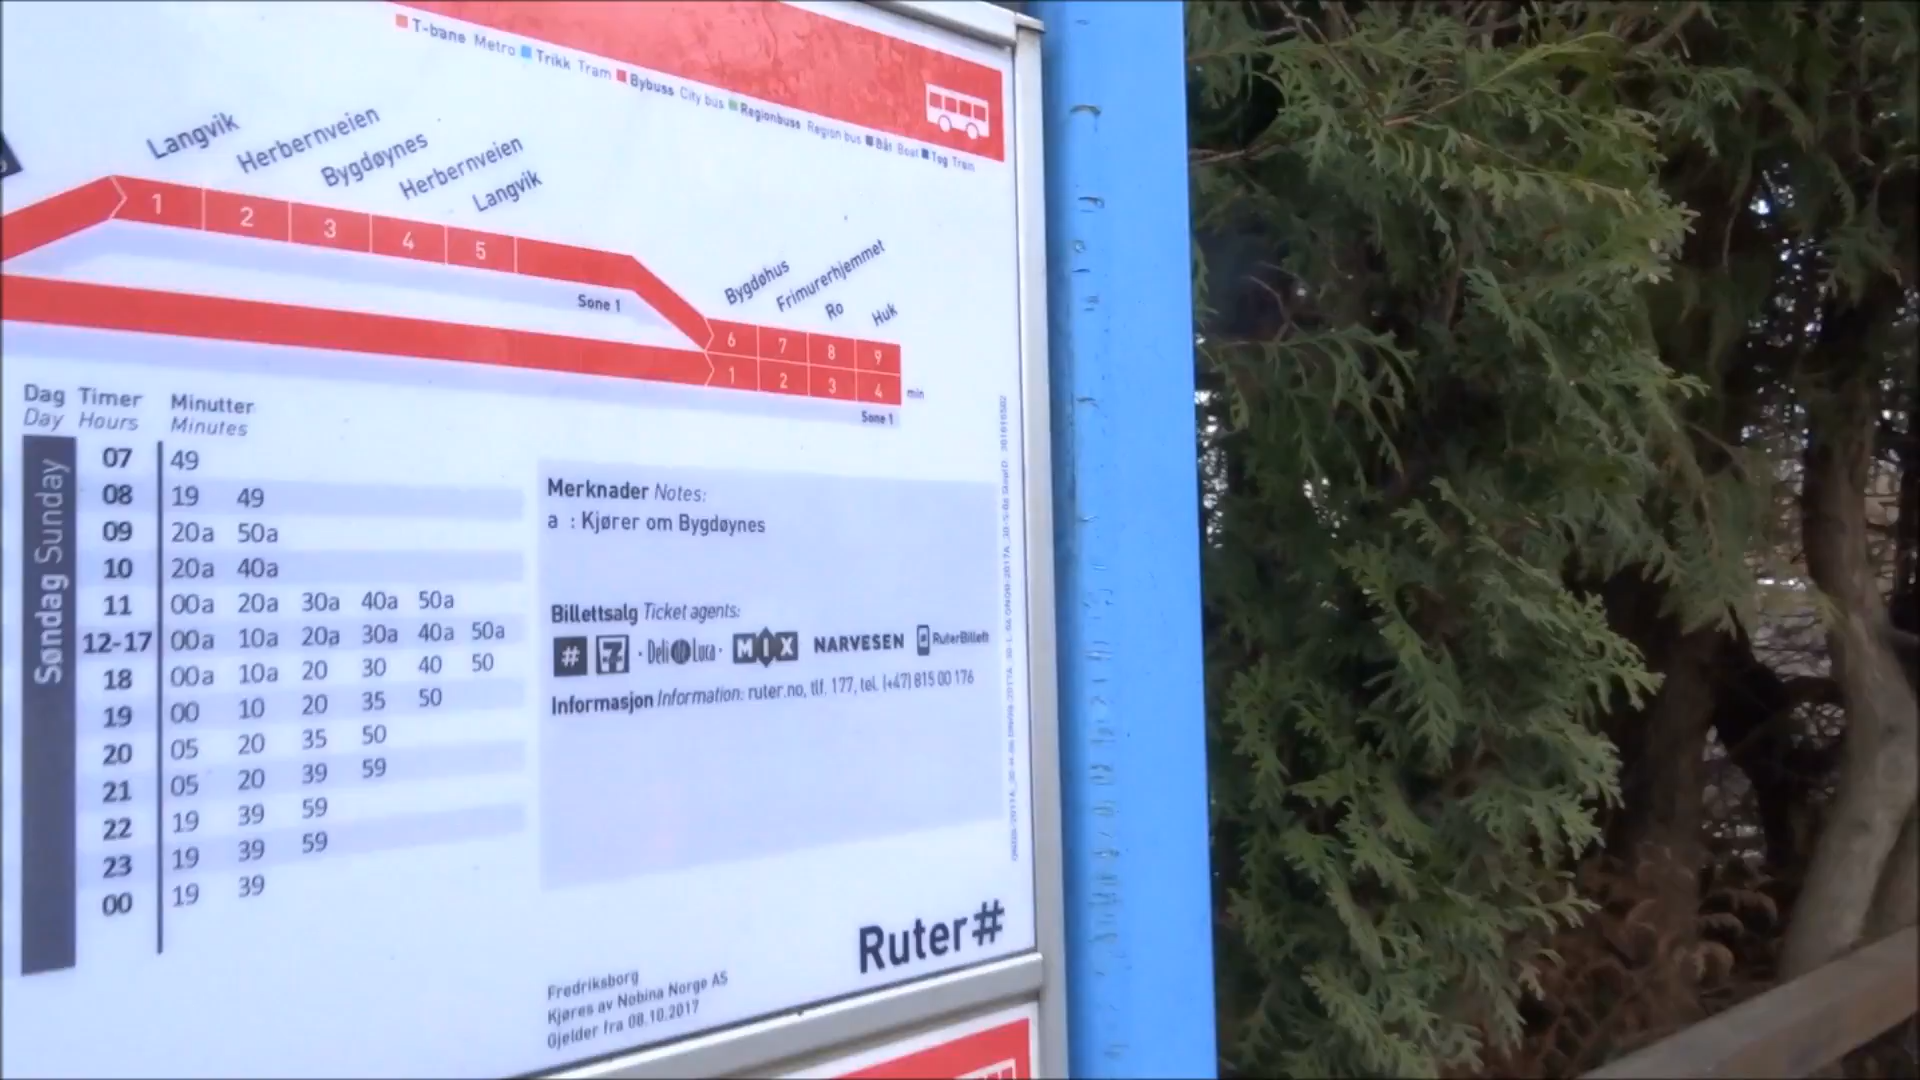 T-bane Metro Trikk Tram Bybuss City bus Regionbuss Region bus Båt Boat Tog Train
Langvik
Herbernveien
Bygdøynes
Herbernveien
Langvik
1 2 3 4 5
Sone 1
Bygdøhus
Frimurerhjemmet
Ro
Huk
6 7 8 9
1 2 3 4 min
Sone 1
Dag Timer Minutter
Day Hours Minutes
Søndag Sunday
07 49
08 19 49
09 20a 50a
10 20a 40a
11 00a 20a 30a 40a 50a
12-17 00a 10a 20a 30a 40a 50a
18 00a 10a 20 30 40 50
19 00 10 20 35 50
20 05 20 35 50
21 05 20 39 59
22 19 39 59
23 19 39 59
00 19 39
Merknader Notes:
a : Kjører om Bygdøynes
Billettsalg Ticket agents:
# 7 Deli Luca MIX NARVESEN RuterBillett
Informasjon Information: ruter.no, tlf. 177, tel. (+47) 815 00 176
Ruter#
Fredriksborg
Kjøres av Nobina Norge AS
Gjelder fra 08.10.2017